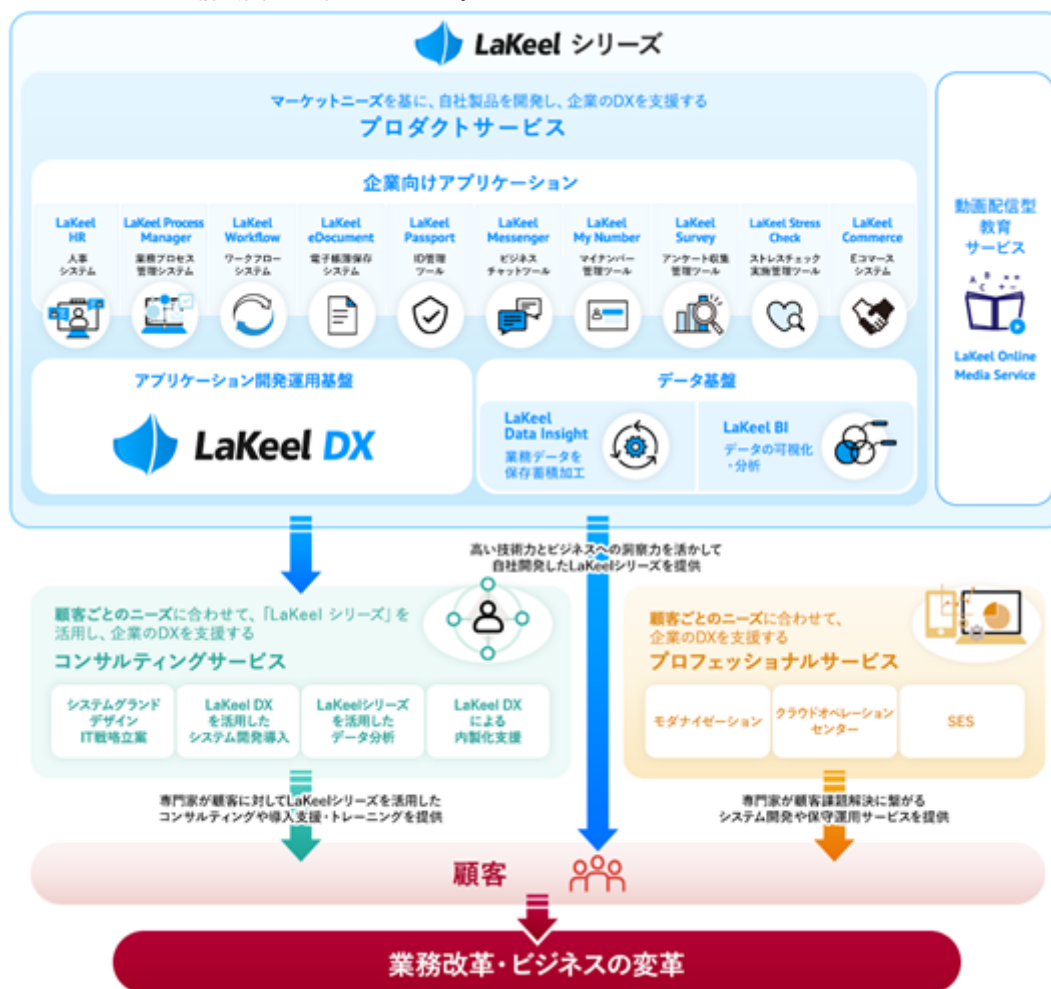 LaKeel シリーズ
マーケットニーズを基に、自社製品を開発し、企業のDXを支援する
プロダクトサービス
企業向けアプリケーション
LaKeel
HR
人事
システム
LaKeel Process
Manager
業務プロセス
管理システム
LaKeel
Workflow
ワークフロー
システム
LaKeel
eDocument
電子帳簿保存
システム
LaKeel
Passport
ID管理
ツール
LaKeel
Messenger
ビジネス
チャットツール
LaKeel
My Number
マイナンバー
管理ツール
LaKeel
Survey
アンケート収集
管理ツール
LaKeel Stress
Check
ストレスチェック
実施管理ツール
LaKeel
Commerce
Eコマース
システム
アプリケーション開発運用基盤
LaKeel DX
データ基盤
LaKeel
Data Insight
業務データを
保存蓄積加工
LaKeel BI
データの可視化
・分析
動画配信型
教育
サービス
A B × ÷
C + −
LaKeel Online
Media Service
高い技術力とビジネスへの洞察力を活かして
自社開発したLaKeelシリーズを提供
顧客ごとのニーズに合わせて、「LaKeel シリーズ」を
活用し、企業のDXを支援する
コンサルティングサービス
システムグランド
デザイン
IT戦略立案
LaKeel DX
を活用した
システム開発導入
LaKeelシリーズ
を活用した
データ分析
LaKeel DX
による
内製化支援
顧客ごとのニーズに合わせて、
企業のDXを支援する
プロフェッショナルサービス
モダナイゼーション
クラウドオペレーション
センター
SES
専門家が顧客に対してLaKeelシリーズを活用した
コンサルティングや導入支援・トレーニングを提供
専門家が顧客課題解決に繋がる
システム開発や保守運用サービスを提供
顧客
業務改革・ビジネスの変革